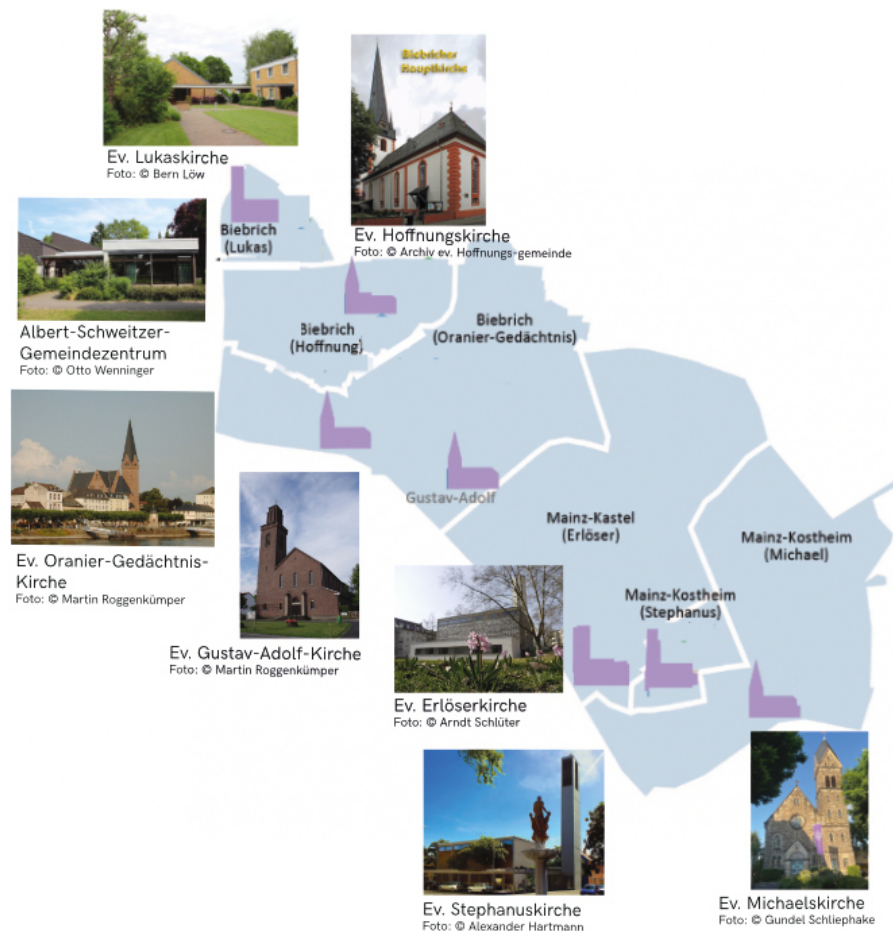 Biebricher
Hauptkirche
Ev. Lukaskirche
Foto: © Bern Löw
Ev. Hoffnungskirche
Foto: © Archiv ev. Hoffnungs-gemeinde
Biebrich
(Lukas)
Albert-Schweitzer-
Gemeindezentrum
Foto: © Otto Wenninger
Biebrich
(Hoffnung)
Biebrich
(Oranier-Gedächtnis)
Ev. Oranier-Gedächtnis-
Kirche
Foto: © Martin Roggenkümper
Gustav-Adolf
Mainz-Kastel
(Erlöser)
Mainz-Kostheim
(Michael)
Mainz-Kostheim
(Stephanus)
Ev. Gustav-Adolf-Kirche
Foto: © Martin Roggenkümper
Ev. Erlöserkirche
Foto: © Arndt Schlüter
Ev. Stephanuskirche
Foto: © Alexander Hartmann
Ev. Michaelskirche
Foto: © Gundel Schliephake